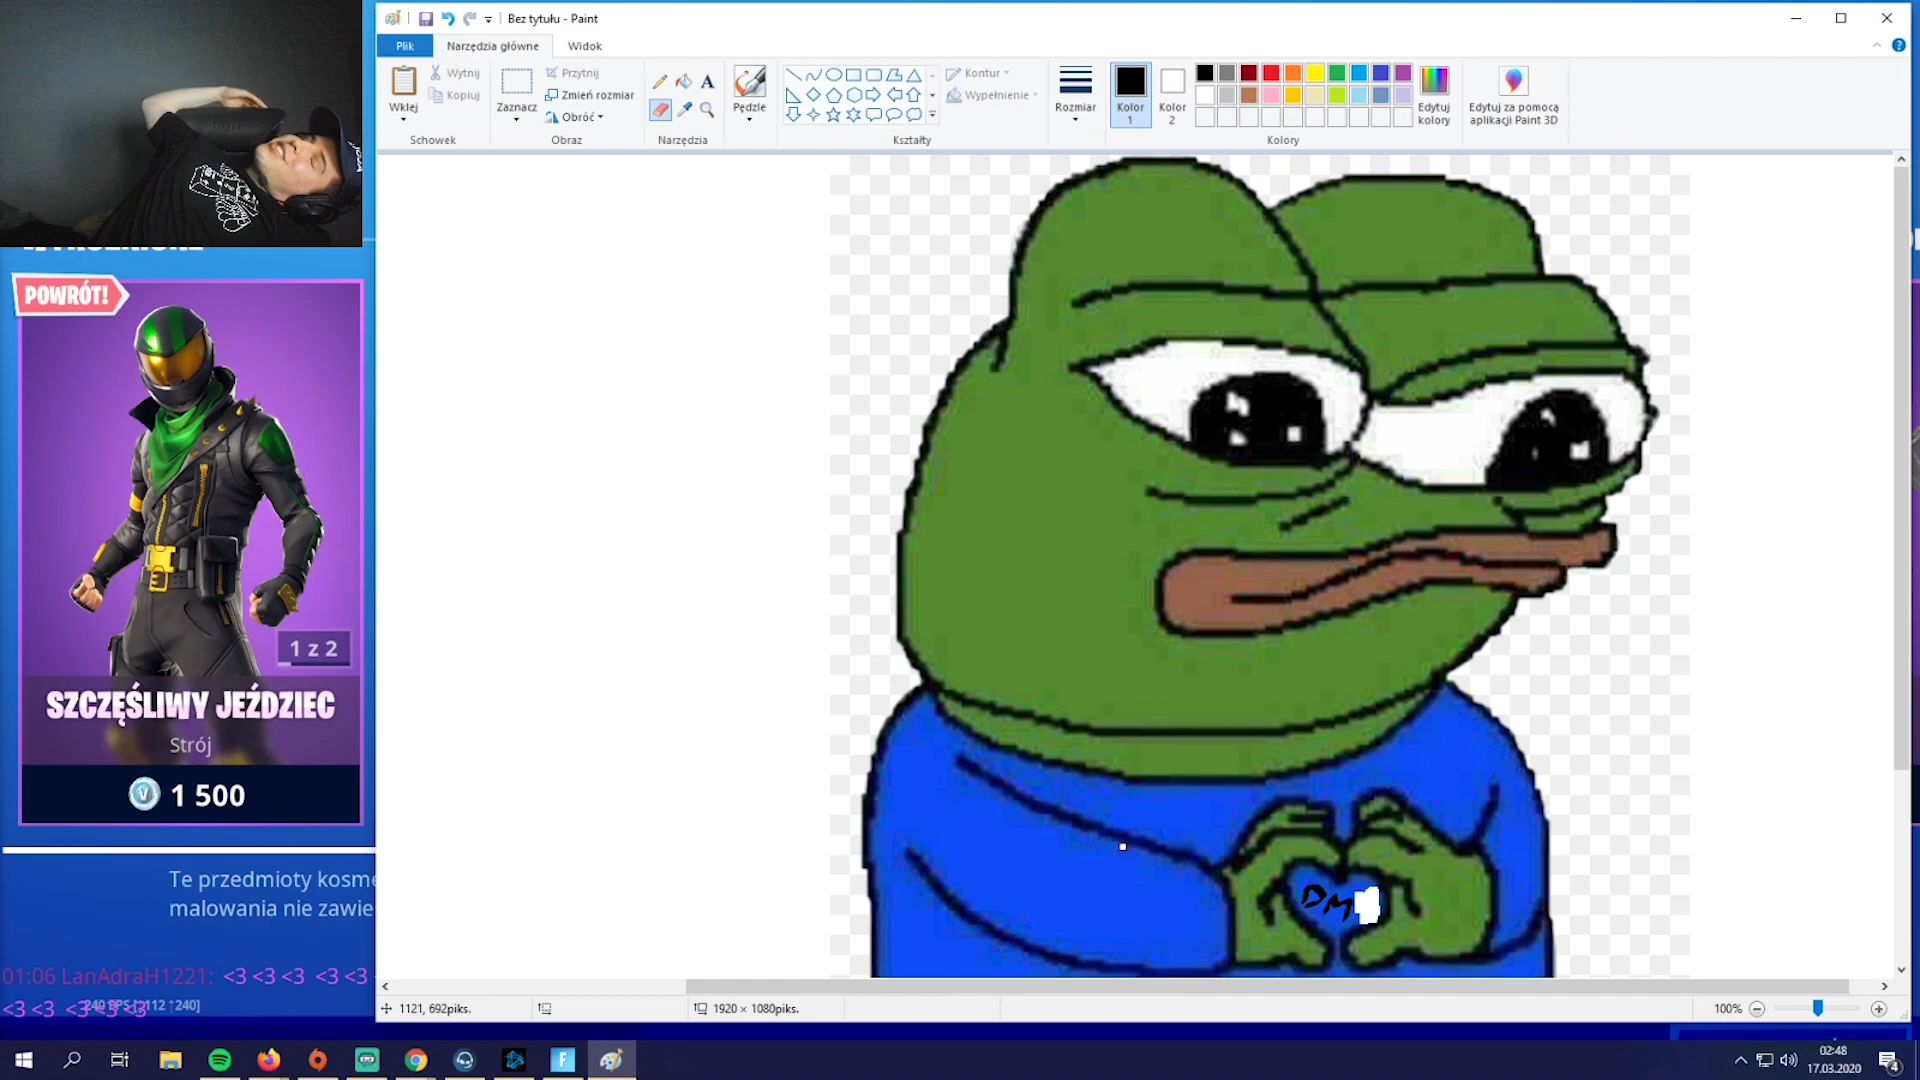 Bez tytułu - Paint
Plik
Narzędzia główne
Widok
Wklej
Wytnij
Kopiuj
Schowek
Zaznacz
Przytnij
Zmień rozmiar
Obróć
Obraz
A
Narzędzia
Pędzle
Kształty
Kontur
Wypełnienie
Rozmiar
Kolor
1
Kolor
2
Edytuj
kolory
Kolory
Edytuj za pomocą
aplikacji Paint 3D
POWRÓT!
1 z 2
SZCZĘŚLIWY JEŹDZIEC
Strój
V 1 500
Te przedmioty kosme
malowania nie zawie
01:06 LanAdraH1221: <3 <3 <3 <3 <3
<3 <3 <3 <3 <3
DM
1121, 692piks.
1920 × 1080piks.
100%
02:48
17.03.2020
4